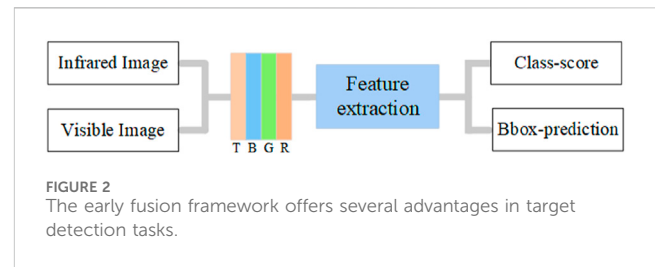 Infrared Image
Visible Image
T B G R
Feature
extraction
Class-score
Bbox-prediction
FIGURE 2
The early fusion framework offers several advantages in target
detection tasks.